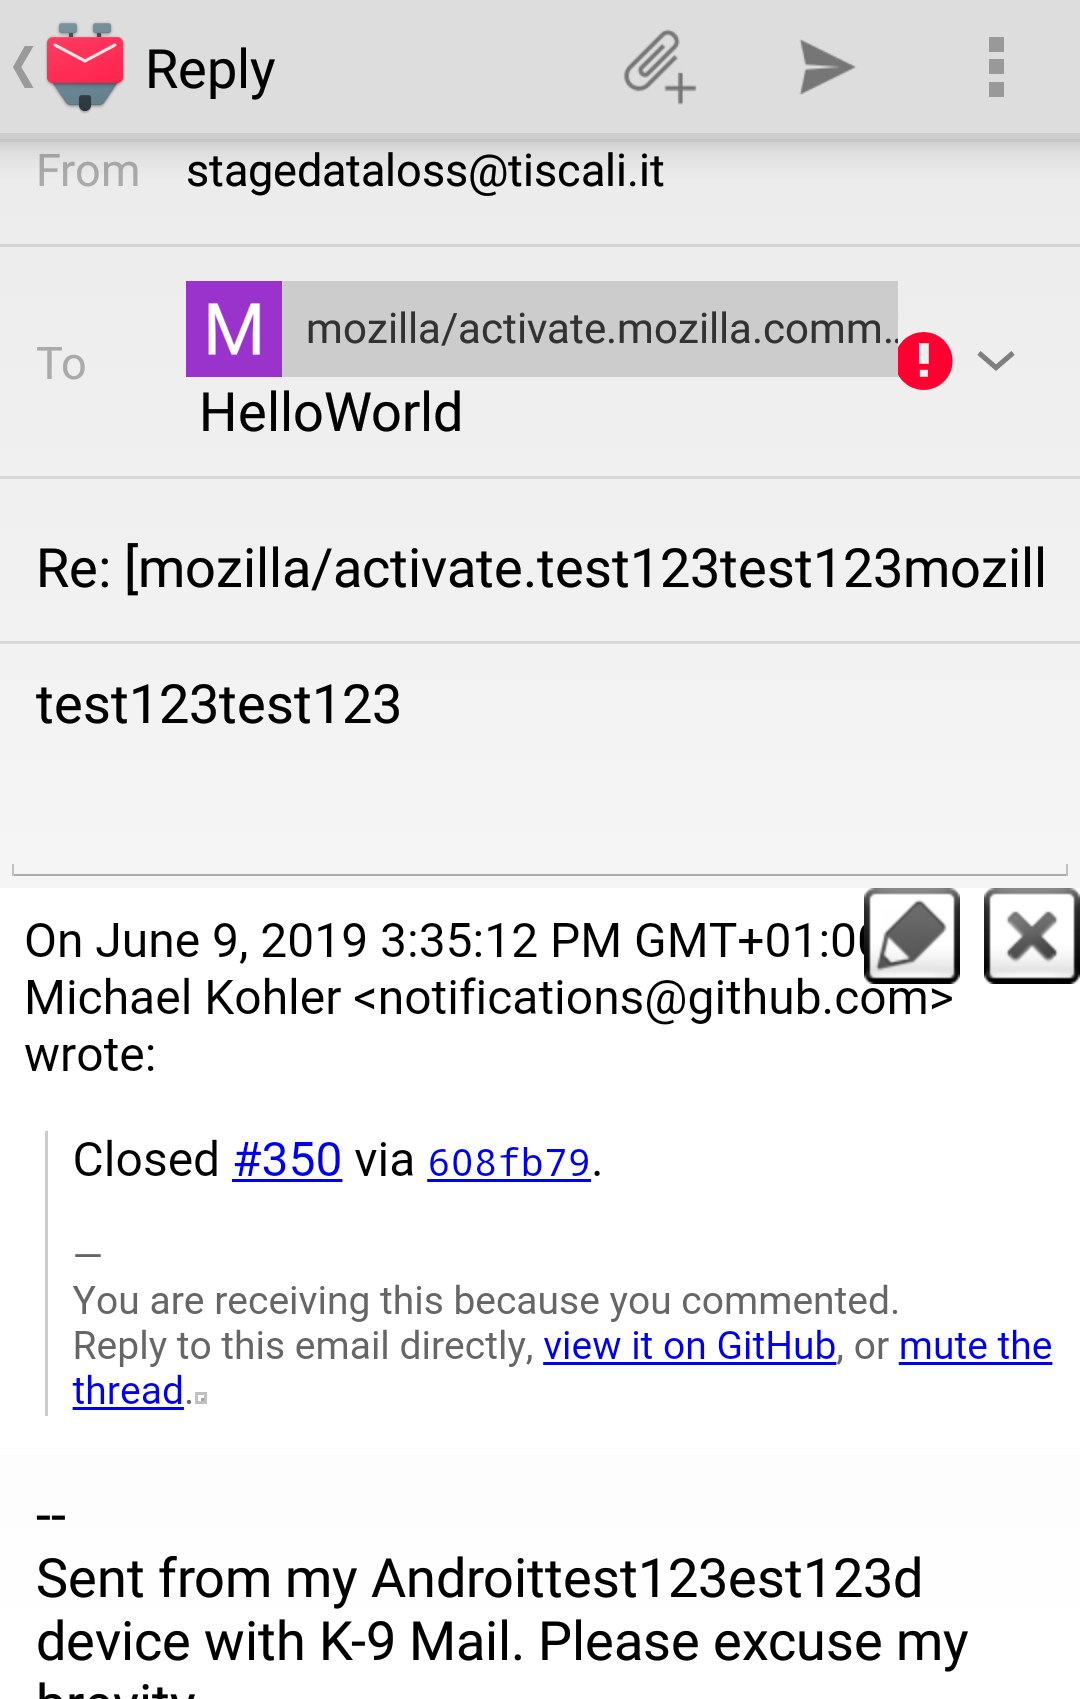 Reply
From stagedataloss@tiscali.it
To M mozilla/activate.mozilla.comm...
HelloWorld
Re: [mozilla/activate.test123test123mozill
test123test123
On June 9, 2019 3:35:12 PM GMT+01:00
Michael Kohler <notifications@github.com>
wrote:
Closed #350 via 608fb79.
—
You are receiving this because you commented.
Reply to this email directly, view it on GitHub, or mute the
thread.
--
Sent from my Androittest123est123d
device with K-9 Mail. Please excuse my
brevity